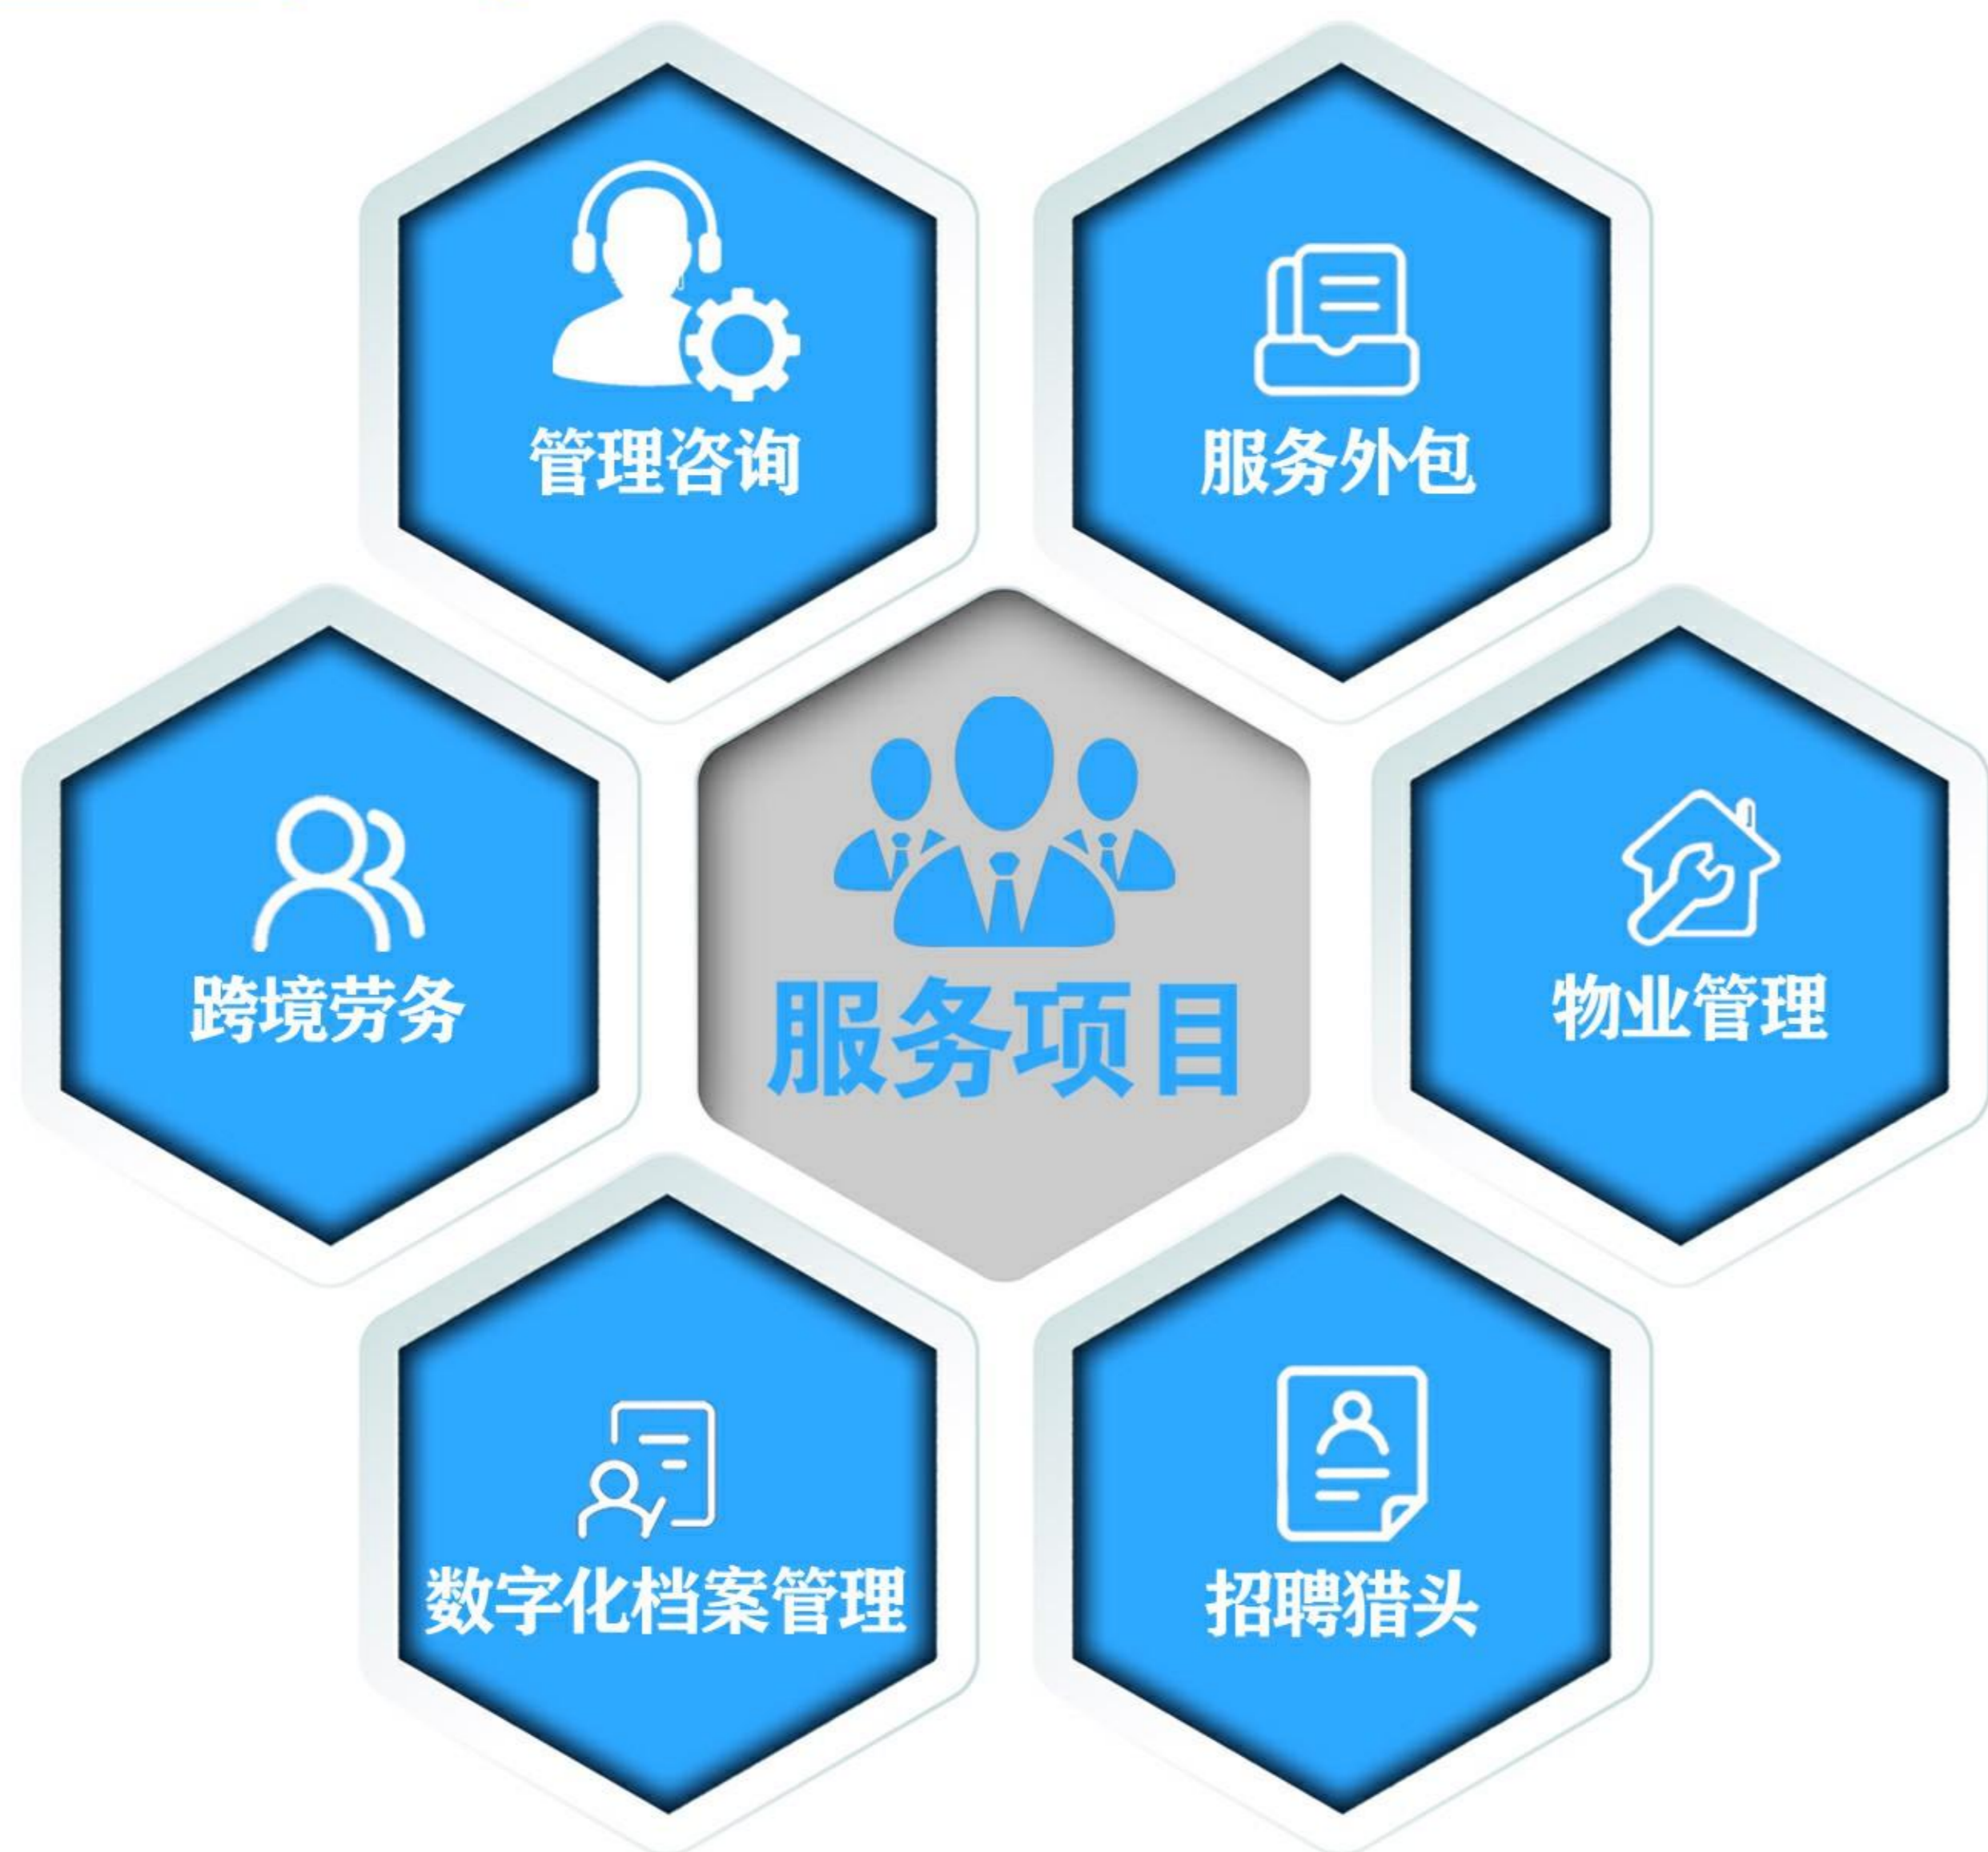 管理咨询
服务外包
跨境劳务
服务项目
物业管理
数字化档案管理
招聘猎头